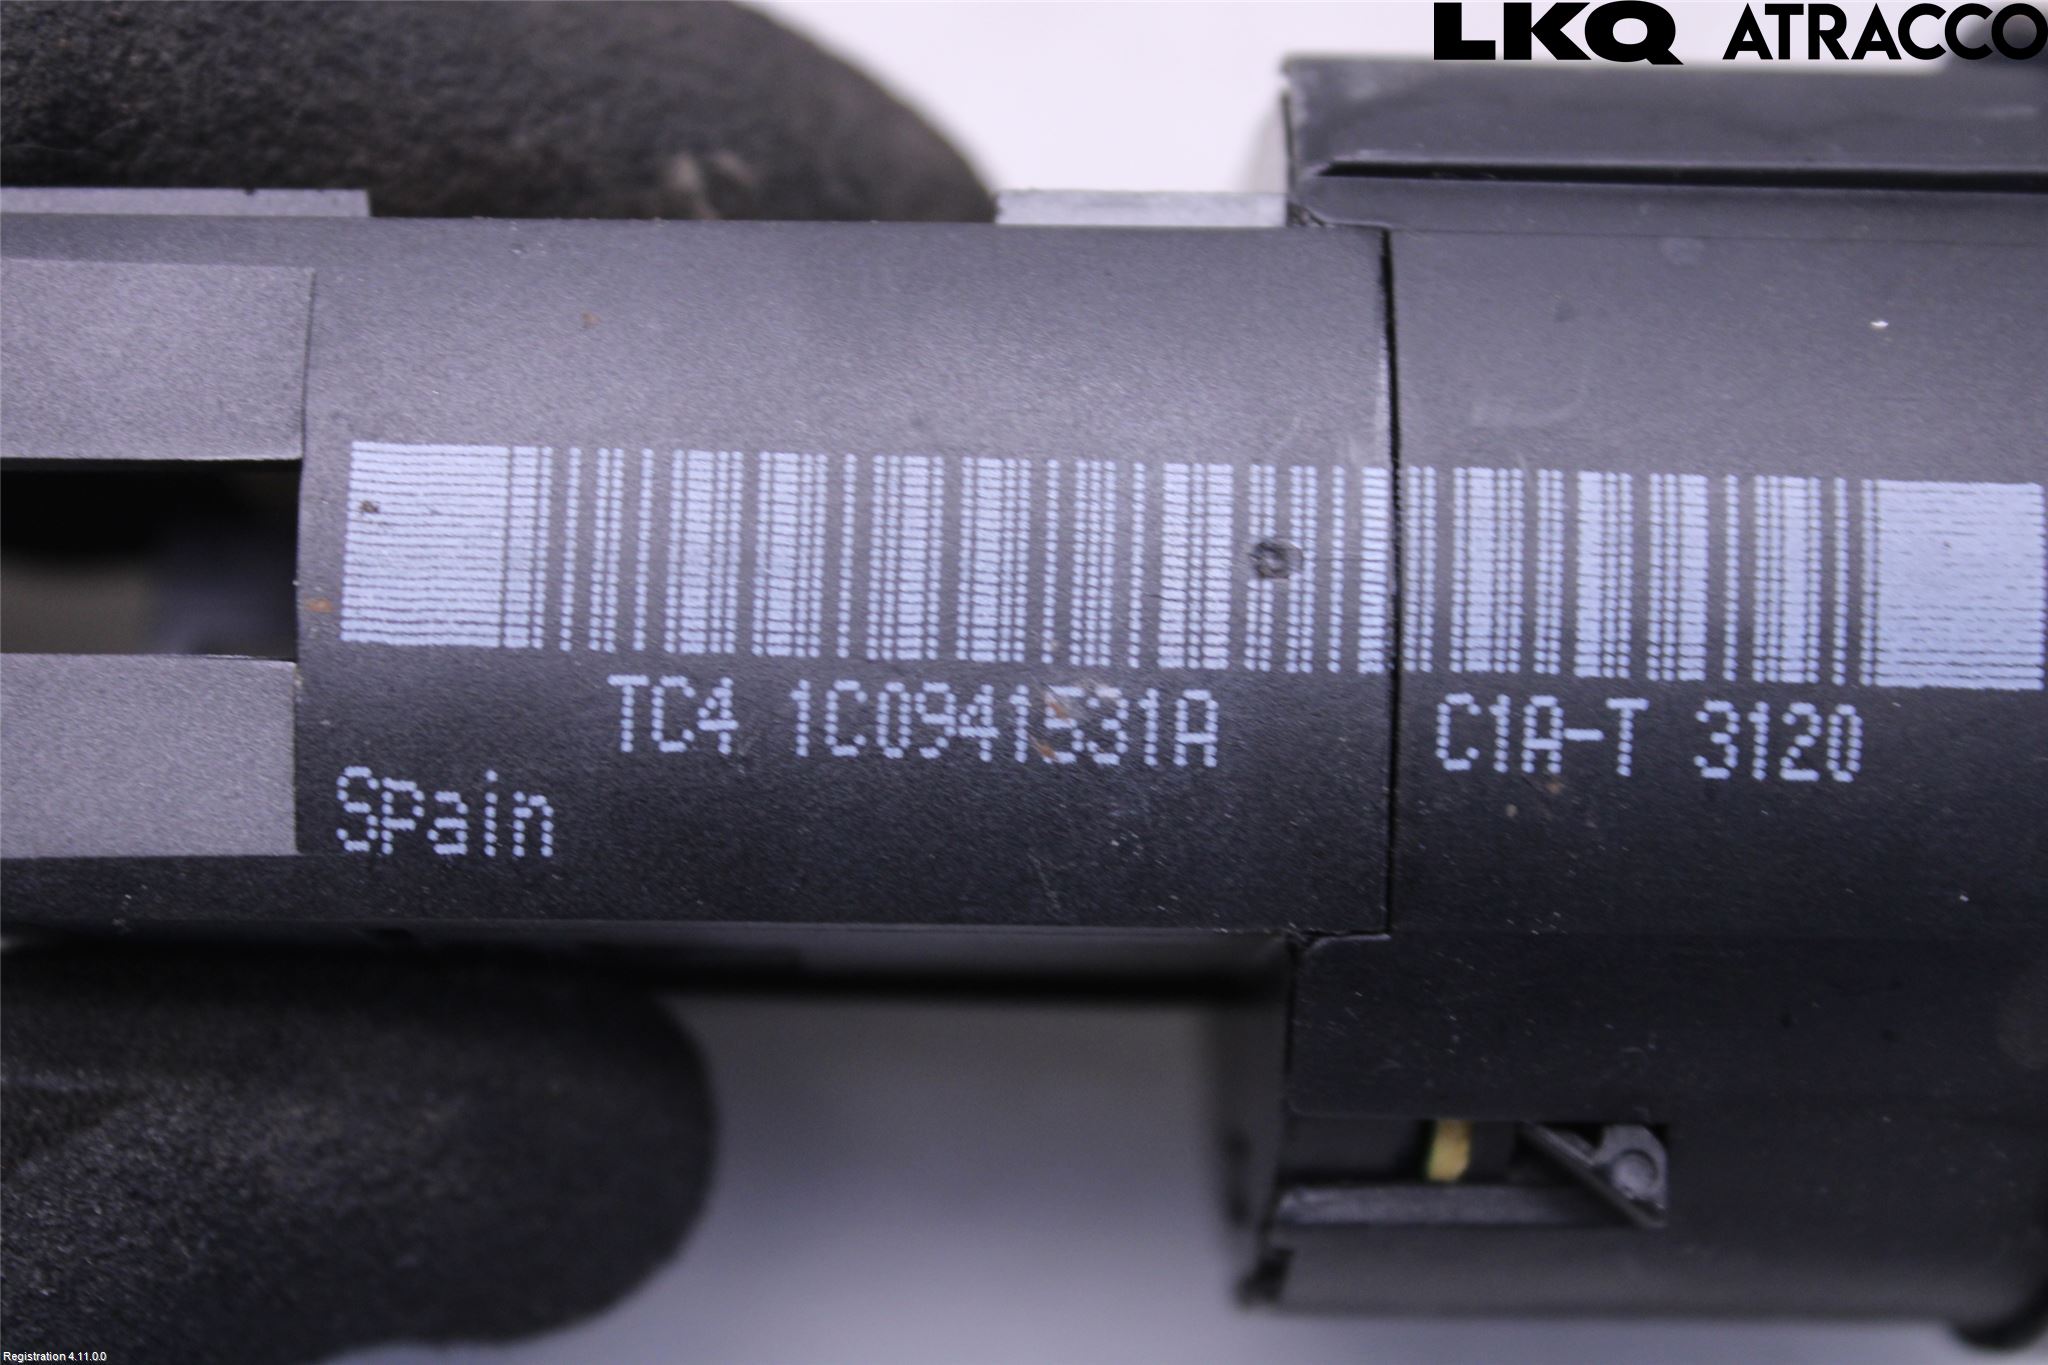 LKQ ATRACCO
TC4 1C0941531A C1A-T 3120
Spain
Registration 4.11.0.0